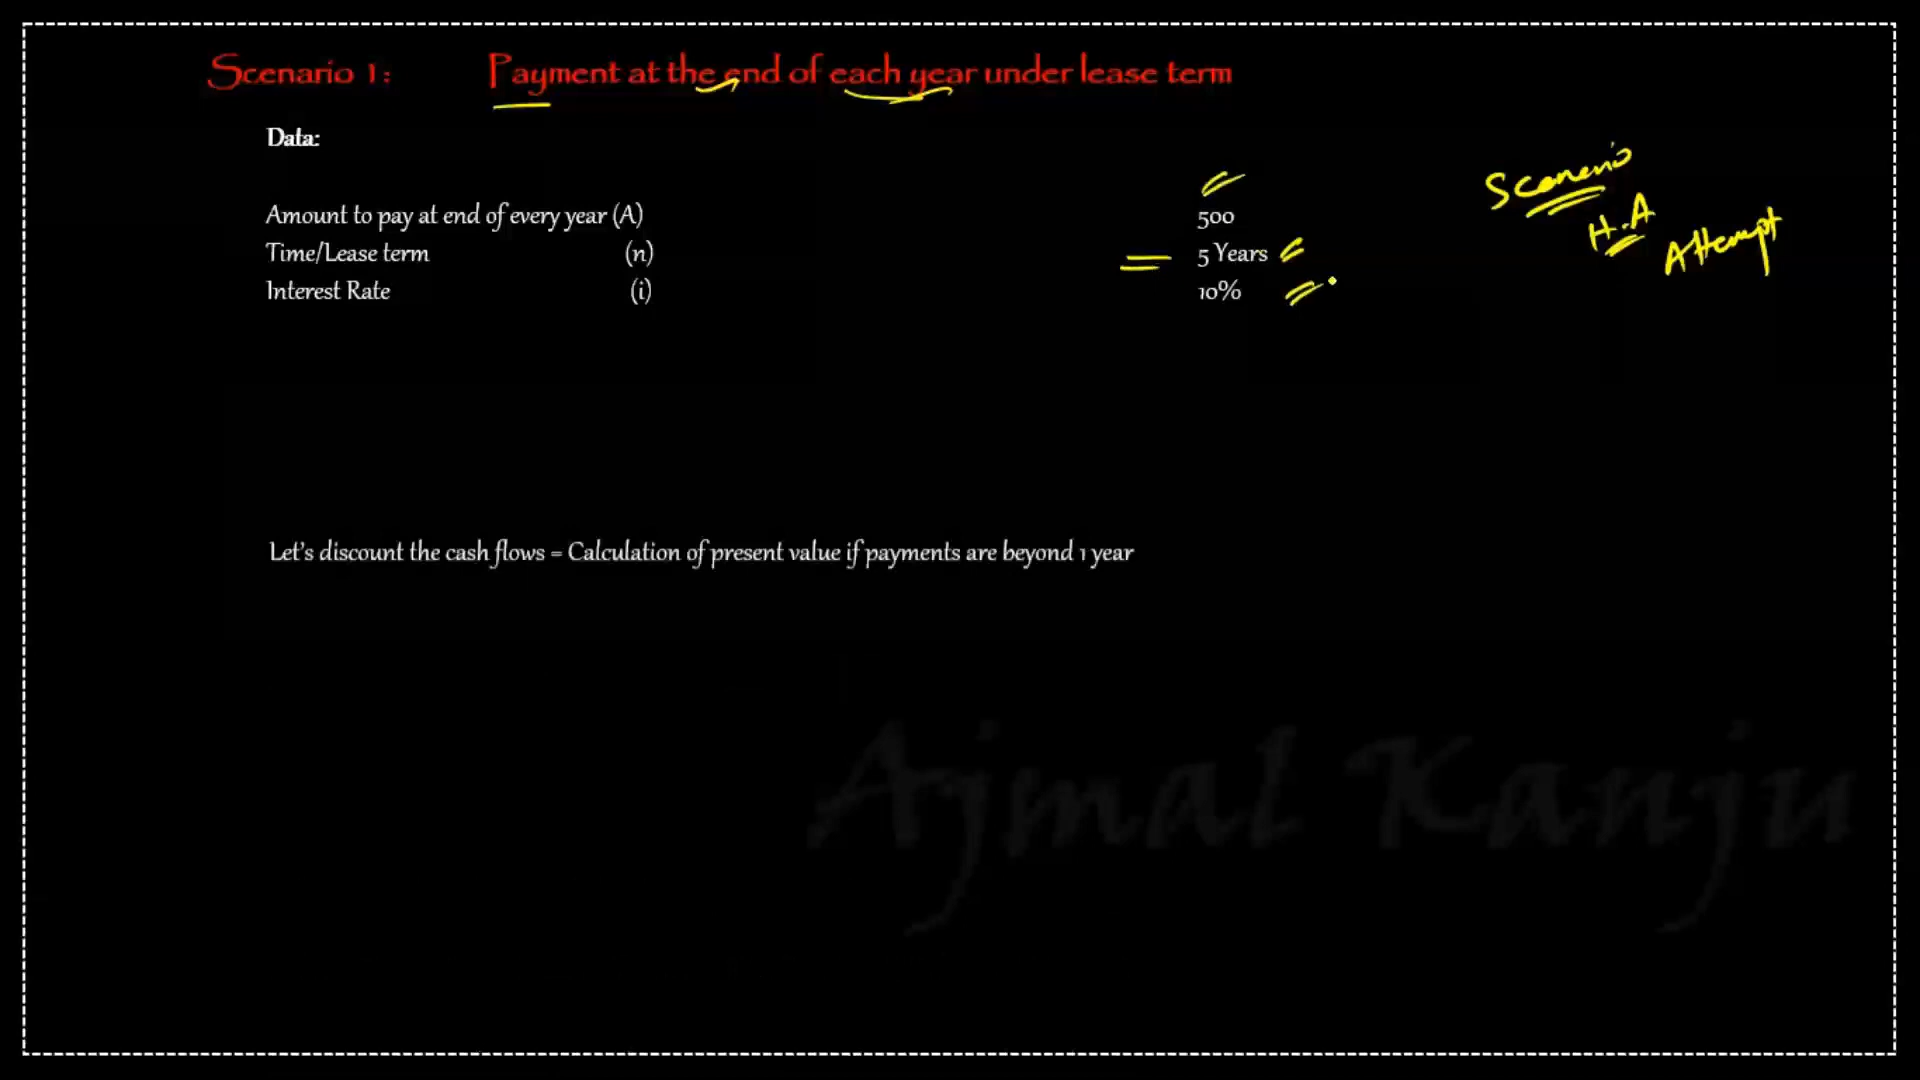 Scenario 1: Payment at the end of each year under lease term
Data:
Amount to pay at end of every year (A) 500
Time/Lease term (n) = 5 Years
Interest Rate (i) 10%
Scenerio
H.A
Attempt
Let's discount the cash flows = Calculation of present value if payments are beyond 1 year
Ajmal Kanju